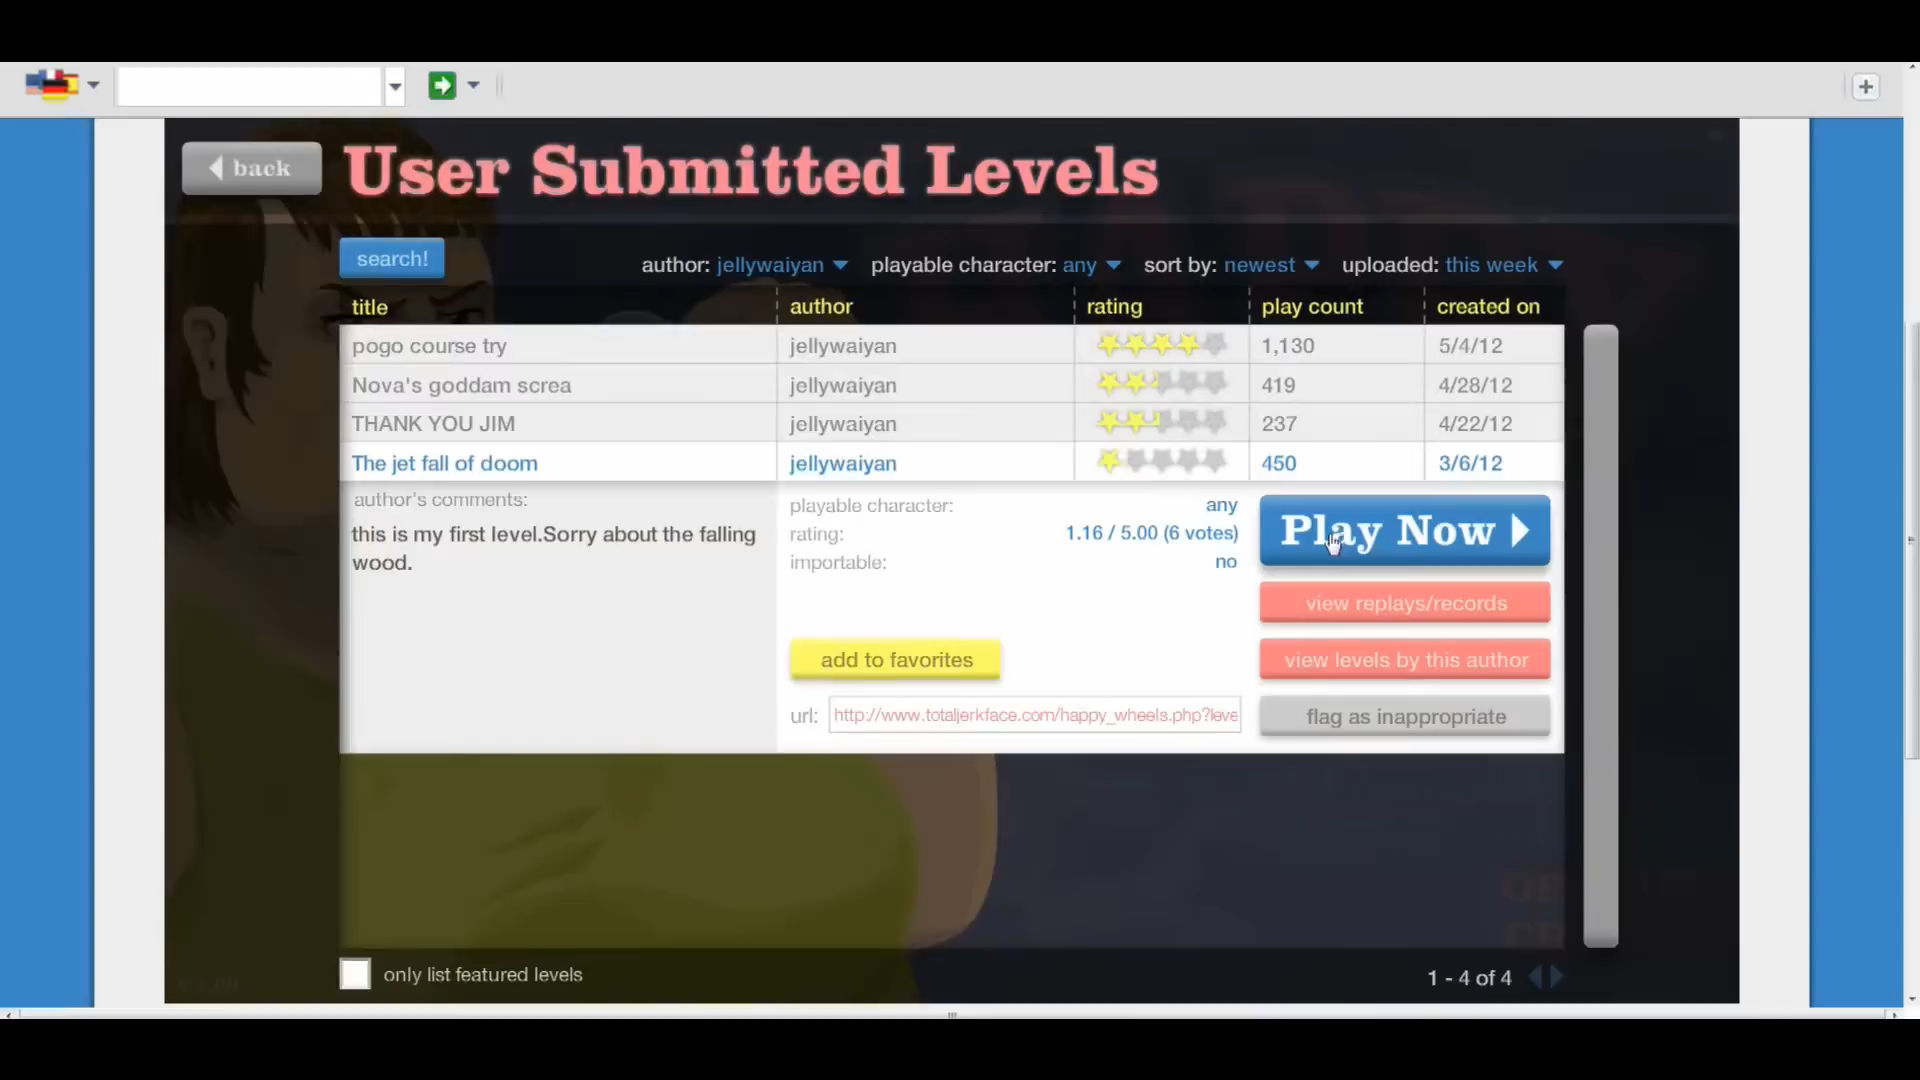 back
User Submitted Levels
search!
author: jellywaiyan playable character: any sort by: newest uploaded: this week
title author rating play count created on
pogo course try jellywaiyan 1,130 5/4/12
Nova's goddam screa jellywaiyan 419 4/28/12
THANK YOU JIM jellywaiyan 237 4/22/12
The jet fall of doom jellywaiyan 450 3/6/12
author's comments:
this is my first level.Sorry about the falling
wood.
playable character: any
rating: 1.16 / 5.00 (6 votes)
importable: no
Play Now
view replays/records
add to favorites
view levels by this author
url: http://www.totaljerkface.com/happy_wheels.php?leve
flag as inappropriate
only list featured levels
1 - 4 of 4